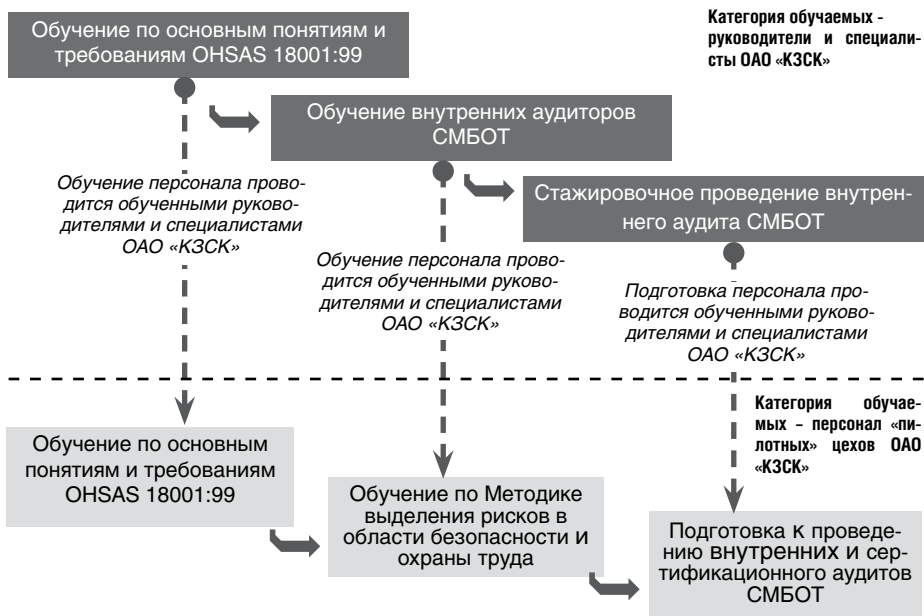 Обучение по основным понятиям и
требованиям OHSAS 18001:99
Категория обучаемых -
руководители и специали-
сты ОАО «КЗСК»
Обучение внутренних аудиторов
СМБОТ
Обучение персонала прово-
дится обученными руково-
дителями и специалистами
ОАО «КЗСК»
Стажировочное проведение внутрен-
него аудита СМБОТ
Обучение персонала прово-
дится обученными руково-
дителями и специалистами
ОАО «КЗСК»
Подготовка персонала про-
водится обученными руково-
дителями и специалистами
ОАО «КЗСК»
Категория обучае-
мых – персонал «пи-
лотных» цехов ОАО
«КЗСК»
Обучение по основным
понятиям и требованиям
OHSAS 18001:99
Обучение по Методике
выделения рисков в
области безопасности и
охраны труда
Подготовка к проведе-
нию внутренних и сер-
тификационного аудитов
СМБОТ